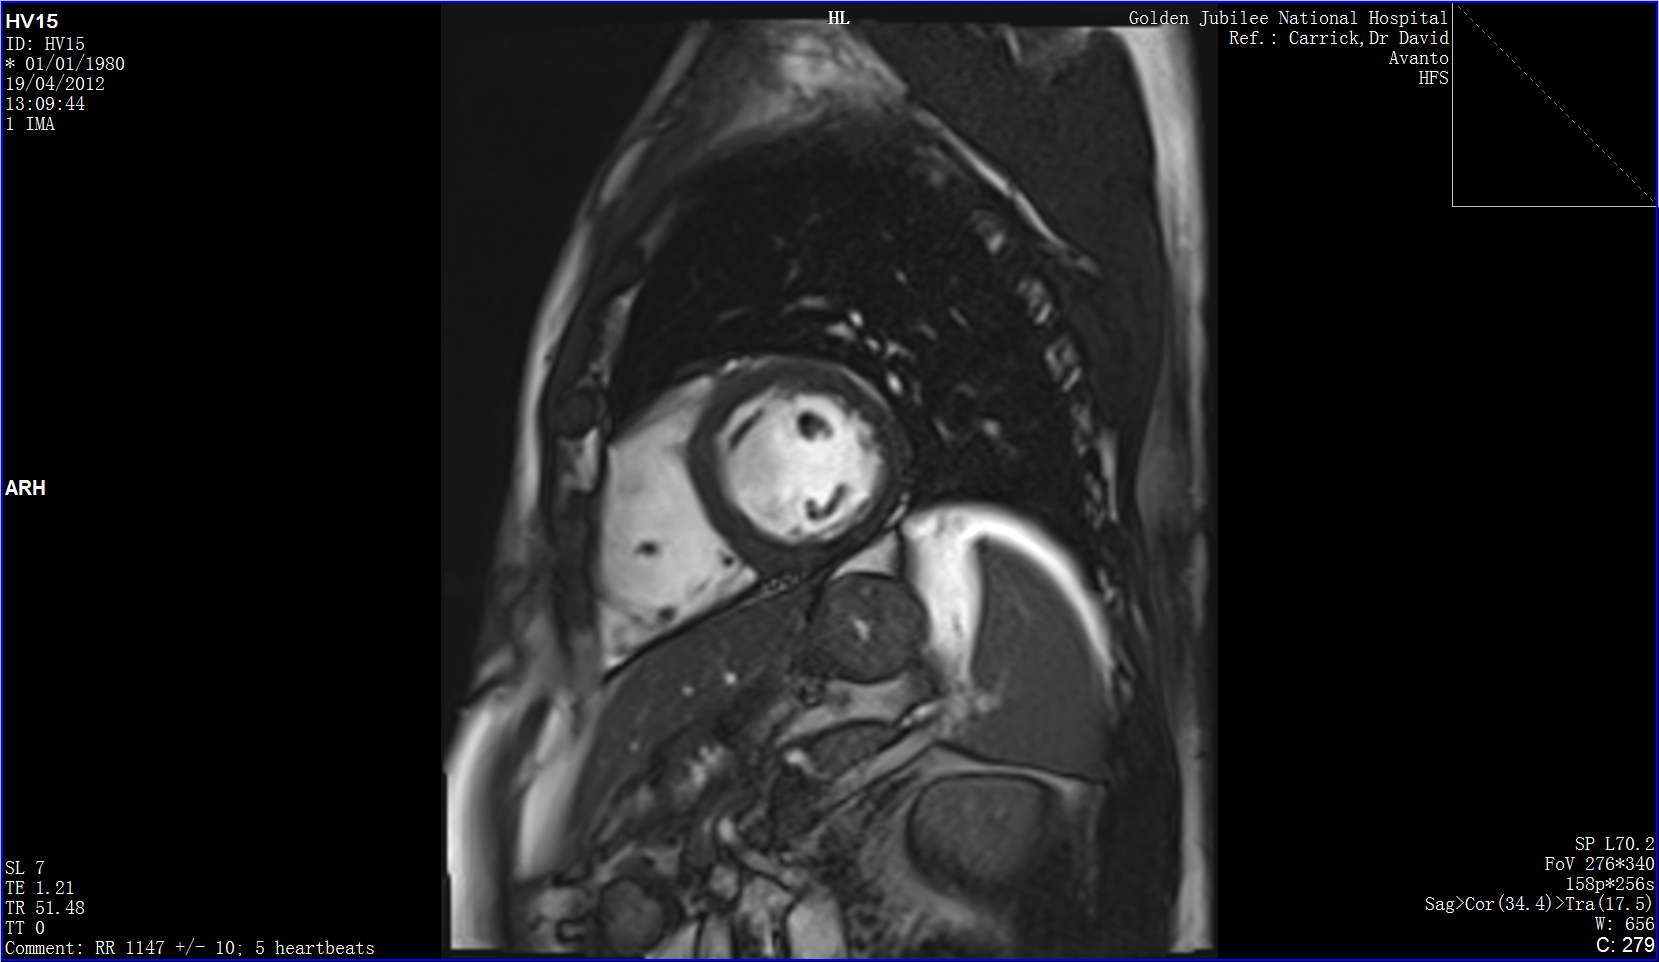 HV15
ID: HV15
* 01/01/1980
19/04/2012
13:09:44
1 IMA
HL
Golden Jubilee National Hospital
Ref.: Carrick,Dr David
Avanto
HFS
ARH
SL 7
TE 1.21
TR 51.48
TT 0
Comment: RR 1147 +/- 10; 5 heartbeats
SP L70.2
FoV 276*340
158p*256s
Sag>Cor(34.4)>Tra(17.5)
W: 656
C: 279